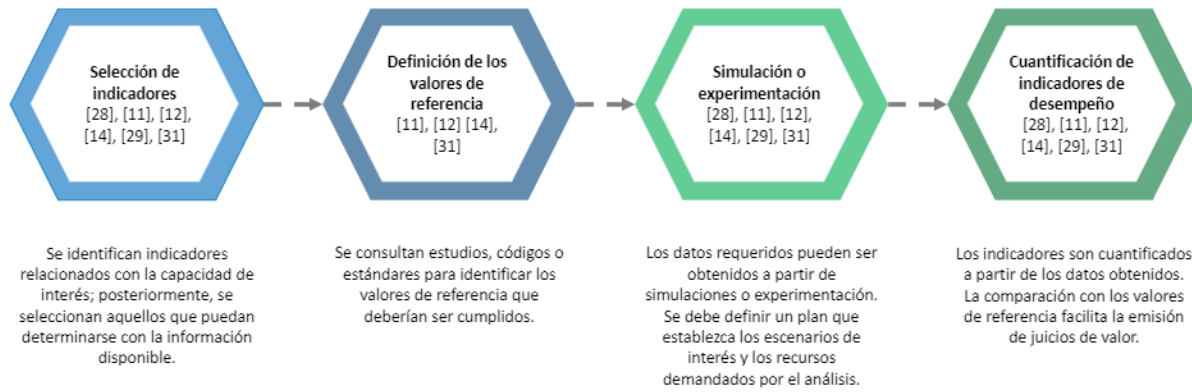 Selección de
indicadores
[28], [11], [12],
[14], [29], [31]
Definición de los
valores de
referencia
[11], [12] [14],
[31]
Simulación o
experimentación
[28], [11], [12],
[14], [29], [31]
Cuantificación de
indicadores de
desempeño
[28], [11], [12],
[14], [29], [31]
Se identifican indicadores
relacionados con la capacidad de
interés; posteriormente, se
seleccionan aquellos que puedan
determinarse con la información
disponible.
Se consultan estudios, códigos o
estándares para identificar los
valores de referencia que
deberían ser cumplidos.
Los datos requeridos pueden ser
obtenidos a partir de
simulaciones o experimentación.
Se debe definir un plan que
establezca los escenarios de
interés y los recursos
demandados por el análisis.
Los indicadores son cuantificados
a partir de los datos obtenidos.
La comparación con los valores
de referencia facilita la emisión
de juicios de valor.